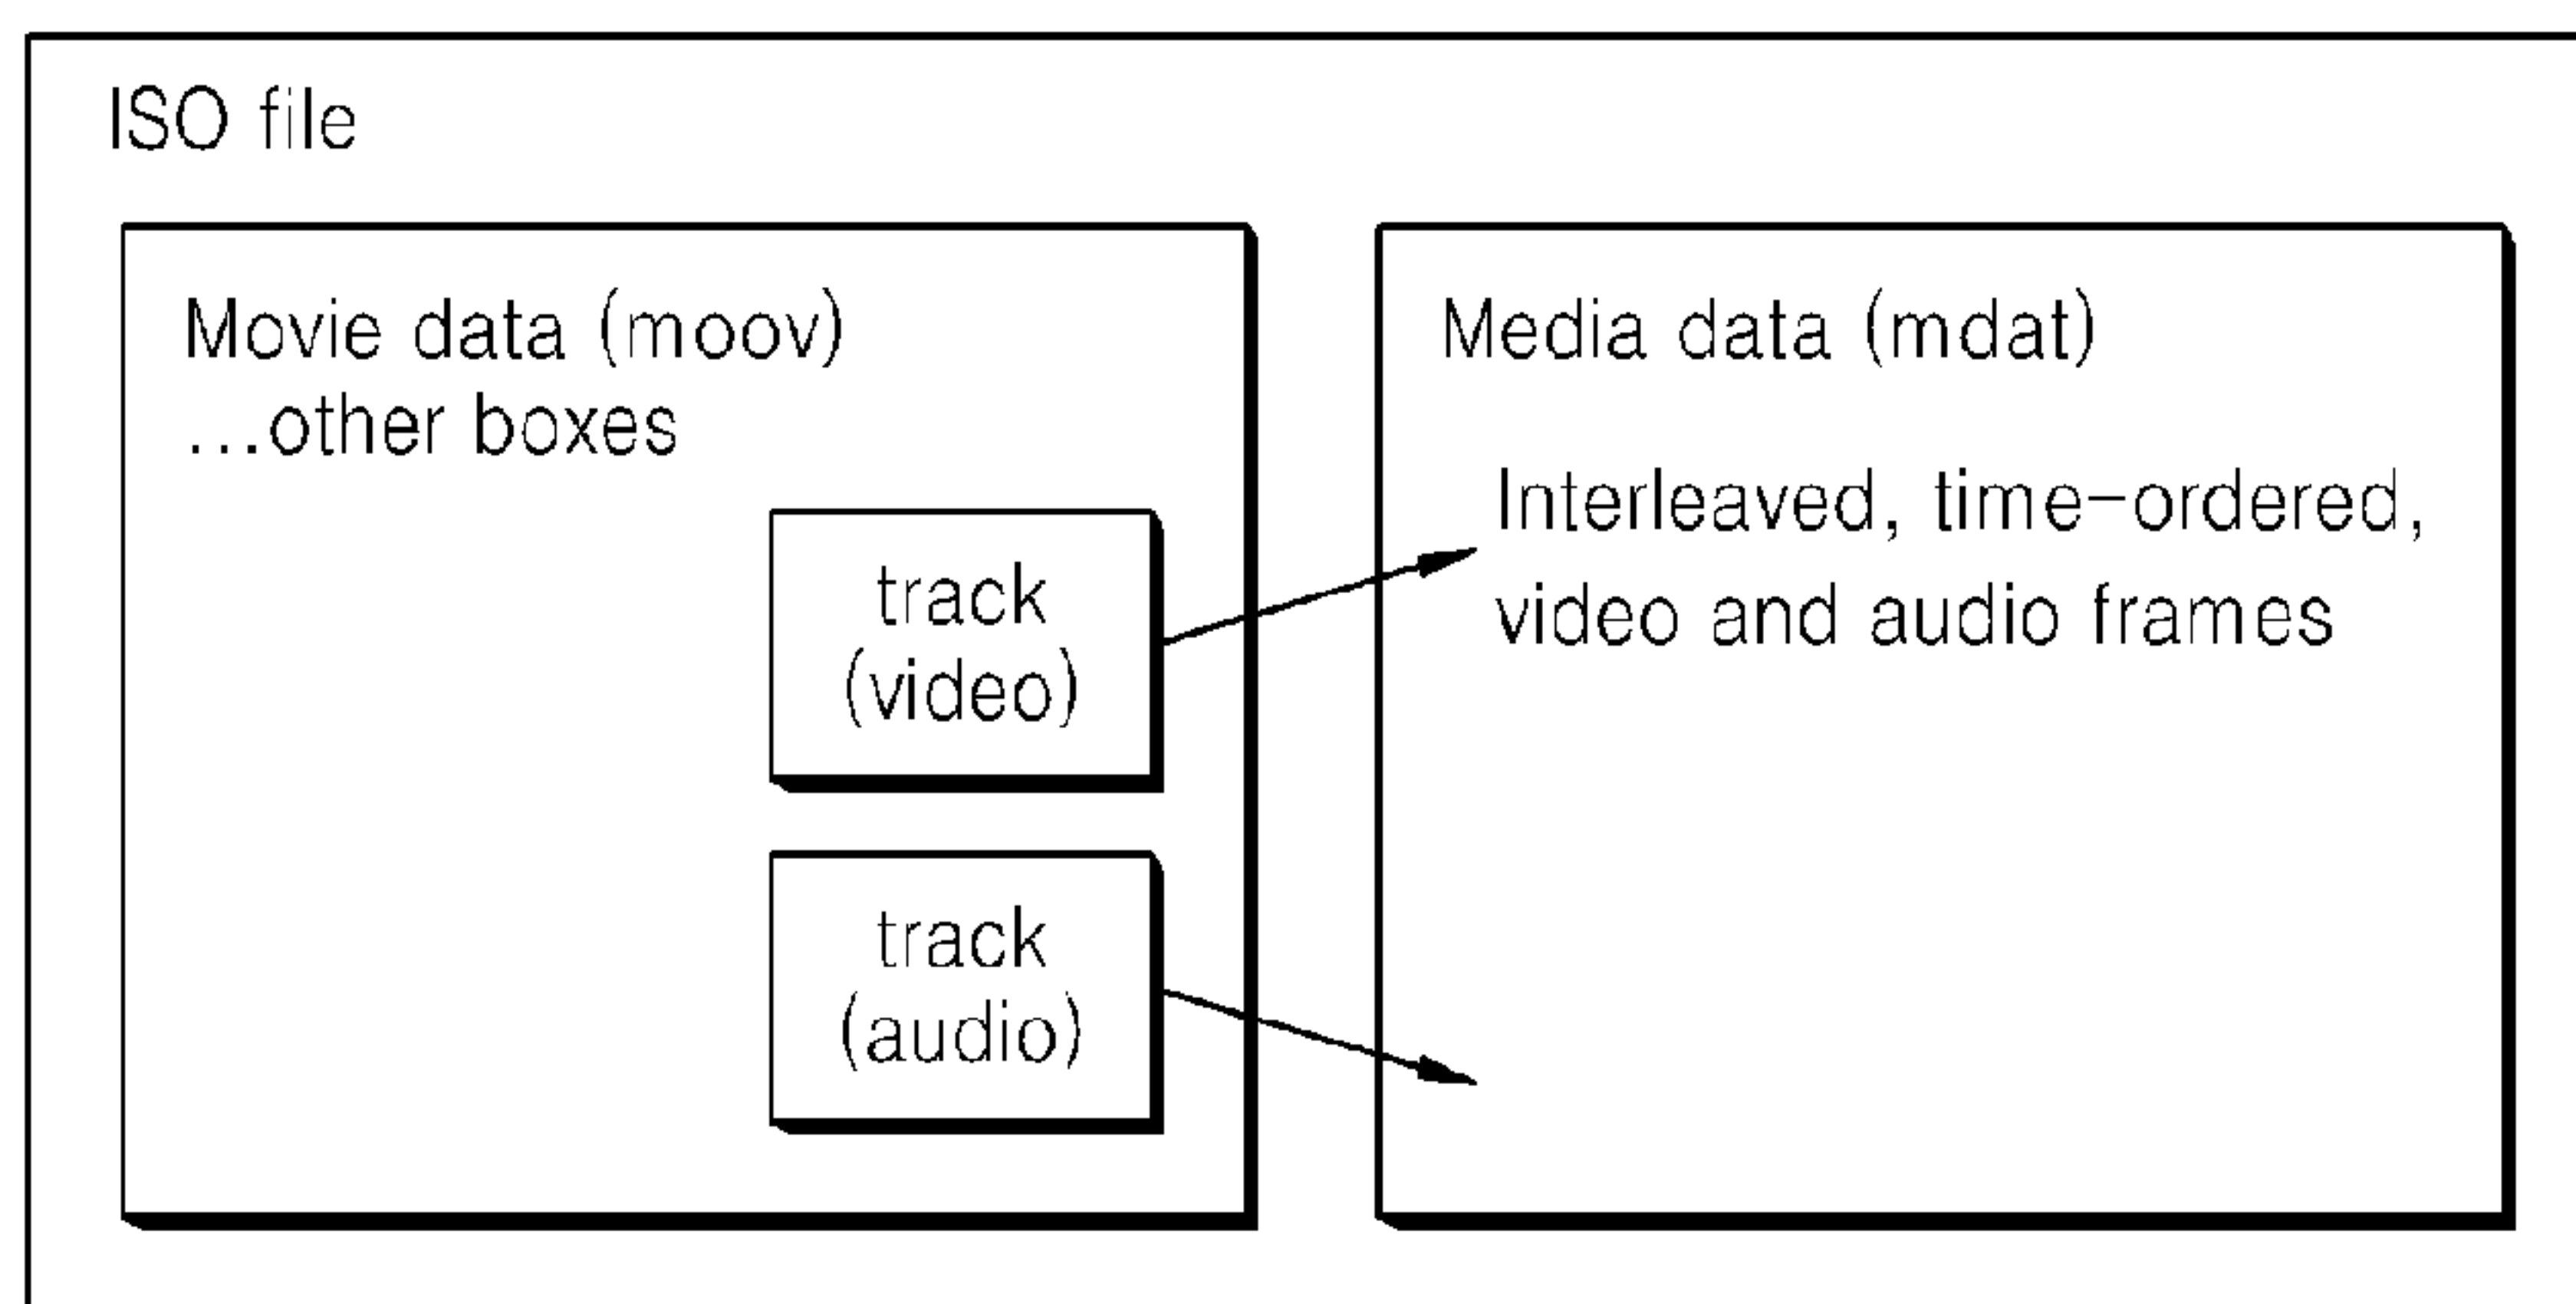 ISO file
Movie data (moov)
...other boxes
track
(video)
track
(audio)
Media data (mdat)
Interleaved, time-ordered,
video and audio frames